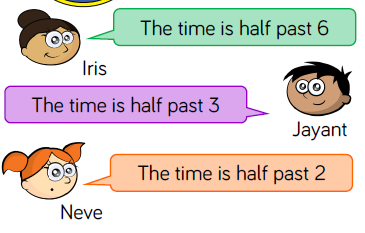 The time is half past 6
Iris
The time is half past 3
Jayant
The time is half past 2
Neve